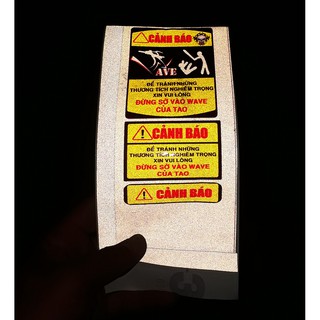 CẢNH BÁO
AVE
ĐỂ TRÁNH NHỮNG
THƯƠNG TÍCH NGHIÊM TRỌNG
XIN VUI LÒNG
ĐỪNG SỜ VÀO WAVE
CỦA TAO
CẢNH BÁO
ĐỂ TRÁNH NHỮNG
THƯƠNG TÍCH NGHIÊM TRỌNG
XIN VUI LÒNG
ĐỪNG SỜ VÀO WAVE
CỦA TAO
CẢNH BÁO